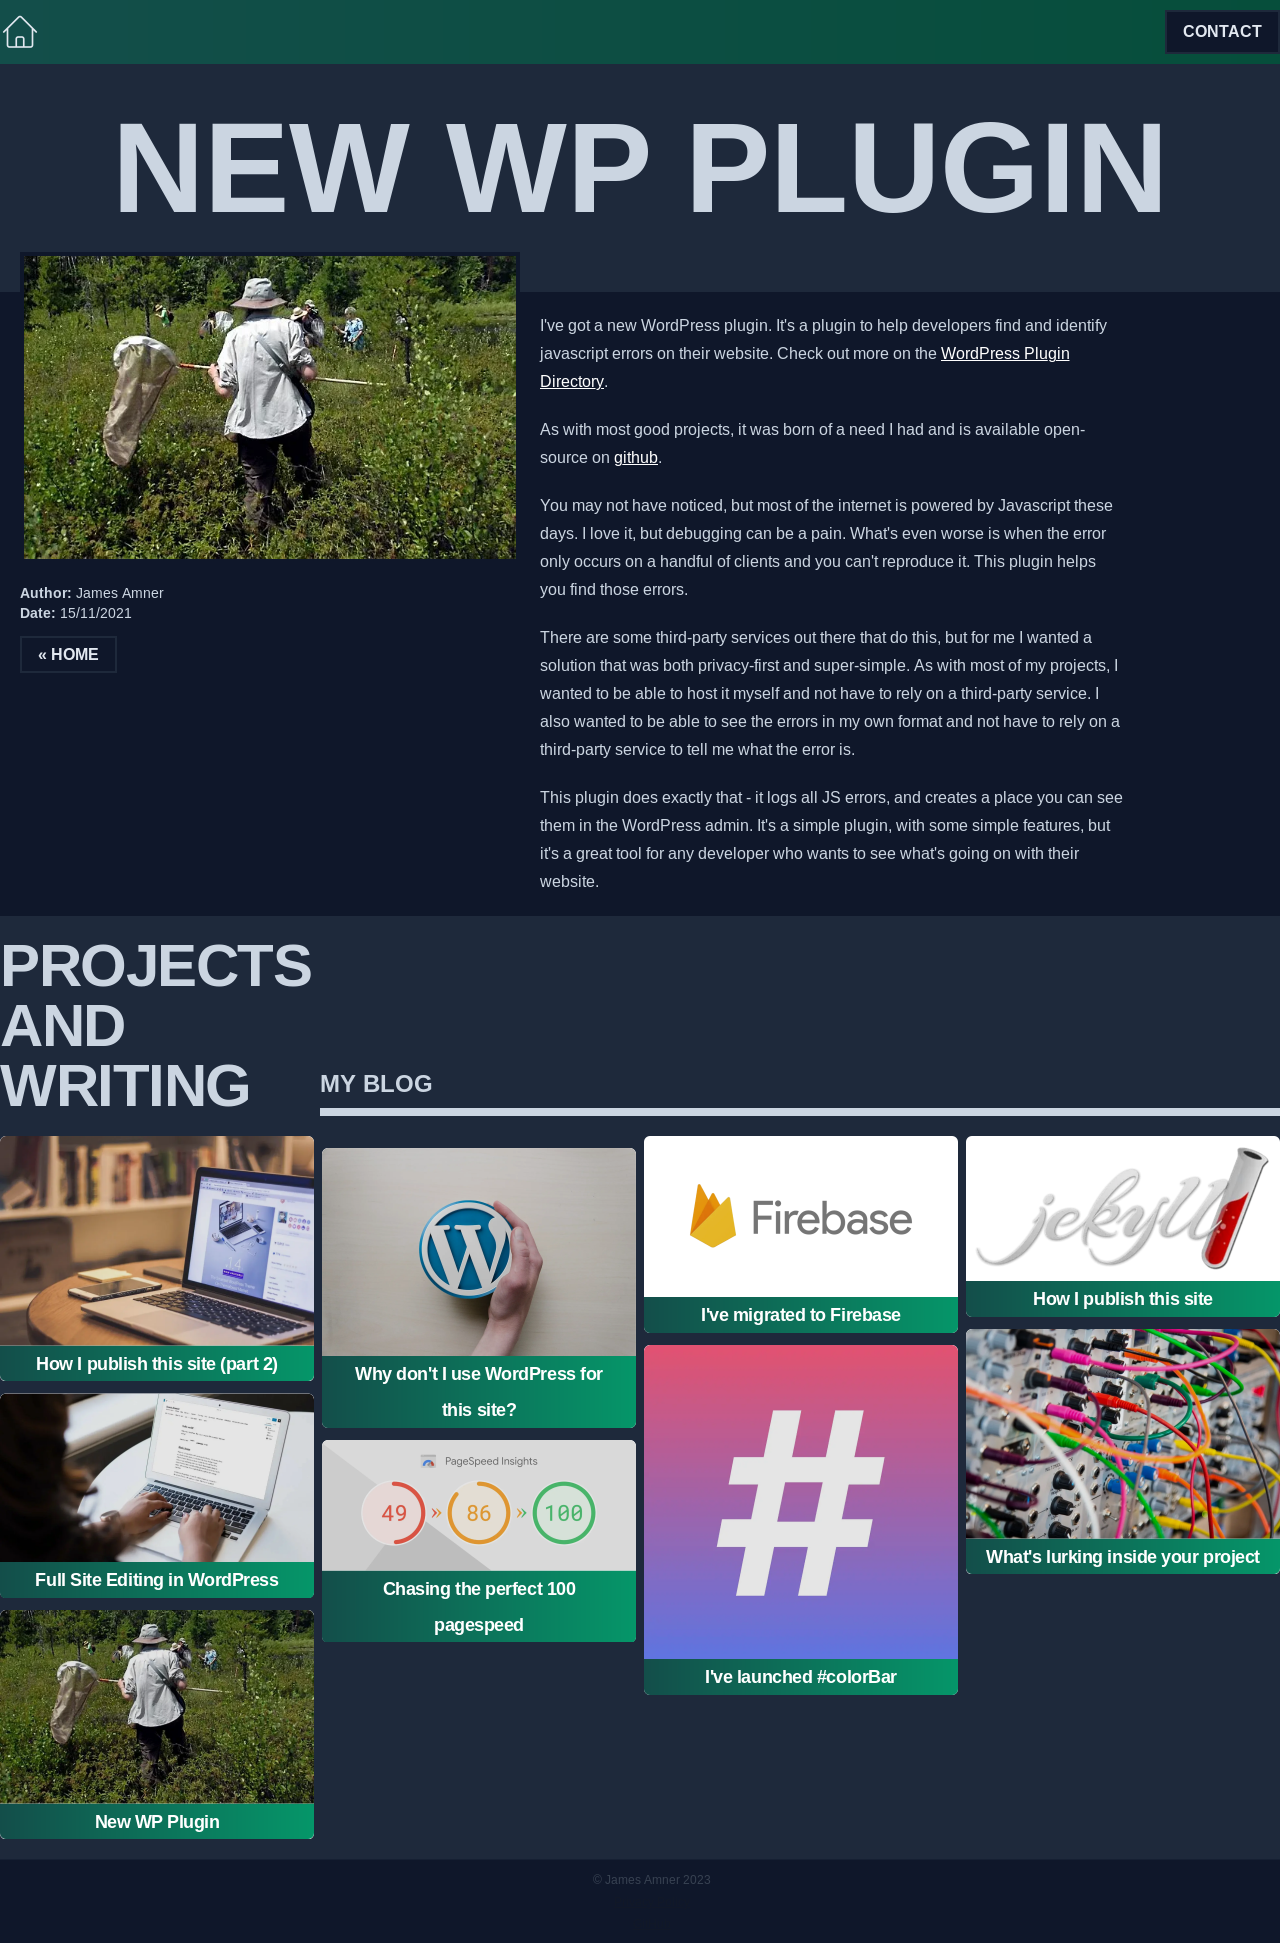 CONTACT
NEW WP PLUGIN
I've got a new WordPress plugin. It's a plugin to help developers find and identify
javascript errors on their website. Check out more on the WordPress Plugin
Directory.
As with most good projects, it was born of a need I had and is available open-
source on github.
You may not have noticed, but most of the internet is powered by Javascript these
days. I love it, but debugging can be a pain. What's even worse is when the error
only occurs on a handful of clients and you can't reproduce it. This plugin helps
you find those errors.
There are some third-party services out there that do this, but for me I wanted a
solution that was both privacy-first and super-simple. As with most of my projects, I
wanted to be able to host it myself and not have to rely on a third-party service. I
also wanted to be able to see the errors in my own format and not have to rely on a
third-party service to tell me what the error is.
This plugin does exactly that - it logs all JS errors, and creates a place you can see
them in the WordPress admin. It's a simple plugin, with some simple features, but
it's a great tool for any developer who wants to see what's going on with their
website.
Author: James Amner
Date: 15/11/2021
« HOME
PROJECTS
AND
WRITING
MY BLOG
How I publish this site (part 2)
Full Site Editing in WordPress
New WP Plugin
Why don't I use WordPress for
this site?
PageSpeed Insights
49 » 86 » 100
Chasing the perfect 100
pagespeed
Firebase
I've migrated to Firebase
#
I've launched #colorBar
jekyll
How I publish this site
What's lurking inside your project
© James Amner 2023